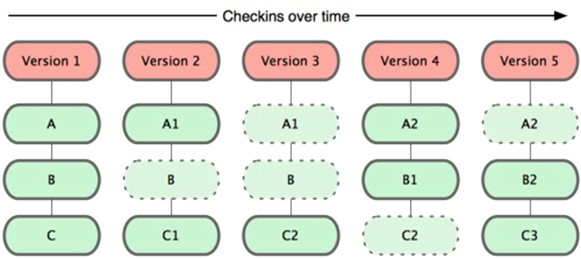 Checkins over time
Version 1 Version 2 Version 3 Version 4 Version 5
A A1 A1 A2 A2
B B B B1 B2
C C1 C2 C2 C3